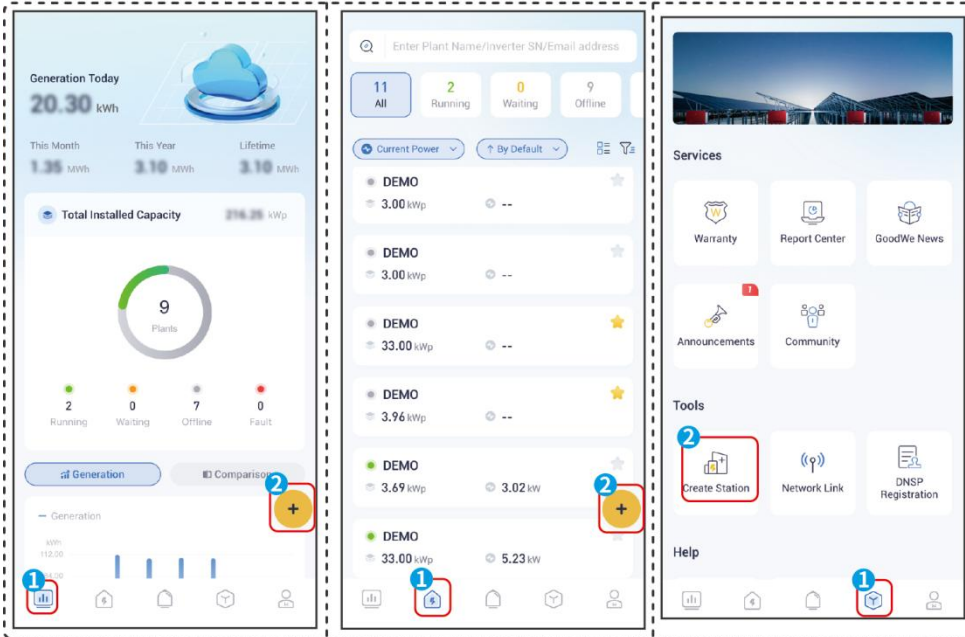 Generation Today
20.30 kWh
This Month
This Year
Lifetime
1.35 MWh
3.10 MWh
3.10 MWh
Total Installed Capacity
216.25 kWp
9
Plants
2
0
7
0
Running
Waiting
Offline
Fault
Generation
Comparison
2
+
Generation
kWh
112.00
1
Enter Plant Name/Inverter SN/Email address
11
2
0
9
All
Running
Waiting
Offline
Current Power
↑ By Default
DEMO
3.00 kWp
--
DEMO
3.00 kWp
--
DEMO
33.00 kWp
--
DEMO
3.96 kWp
--
DEMO
3.69 kWp
3.02 kW
2
+
DEMO
33.00 kWp
5.23 kW
1
Services
Warranty
Report Center
GoodWe News
1
Announcements
Community
Tools
2
Create Station
Network Link
DNSP
Registration
Help
1